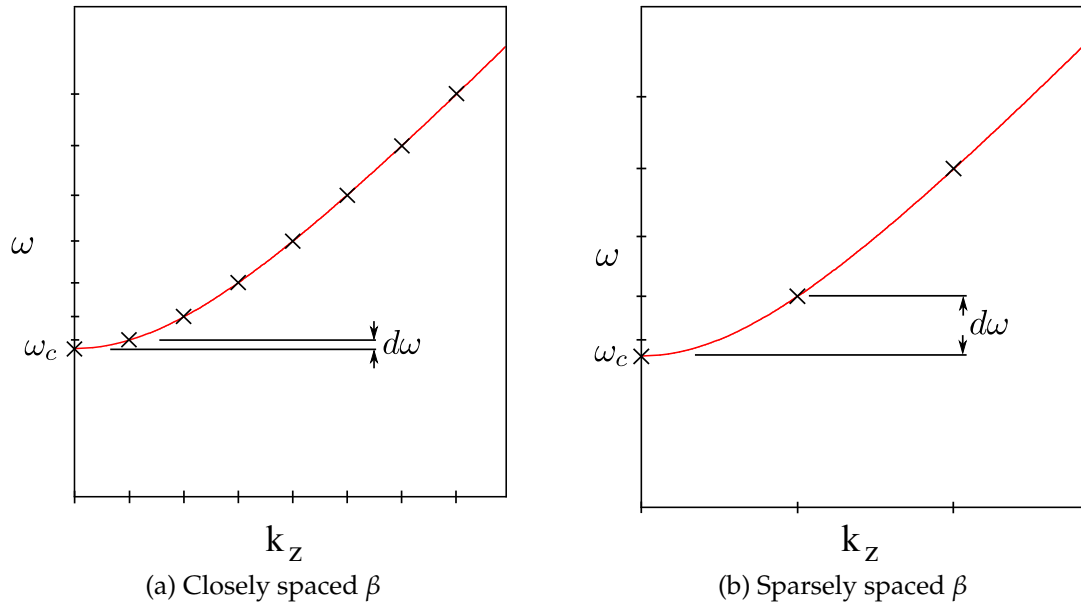 ω
ω_c
dω
k_z
(a) Closely spaced β
ω
ω_c
dω
k_z
(b) Sparsely spaced β